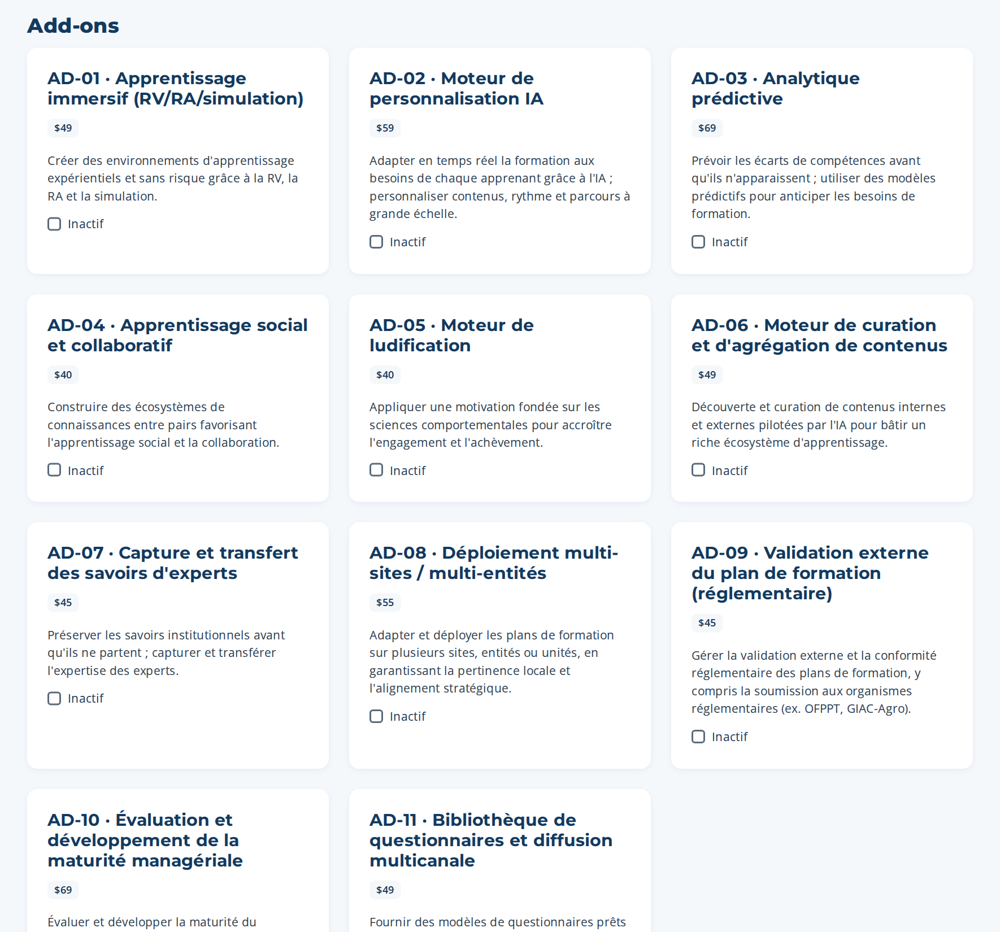 Add-ons
AD-01 · Apprentissage
immersif (RV/RA/simulation)
$49
Créer des environnements d'apprentissage
expérientiels et sans risque grâce à la RV, la
RA et la simulation.
Inactif
AD-02 · Moteur de
personnalisation IA
$59
Adapter en temps réel la formation aux
besoins de chaque apprenant grâce à l'IA ;
personnaliser contenus, rythme et parcours à
grande échelle.
Inactif
AD-03 · Analytique
prédictive
$69
Prévoir les écarts de compétences avant
qu'ils n'apparaissent ; utiliser des modèles
prédictifs pour anticiper les besoins de
formation.
Inactif
AD-04 · Apprentissage social
et collaboratif
$40
Construire des écosystèmes de
connaissances entre pairs favorisant
l'apprentissage social et la collaboration.
Inactif
AD-05 · Moteur de
ludification
$40
Appliquer une motivation fondée sur les
sciences comportementales pour accroître
l'engagement et l'achèvement.
Inactif
AD-06 · Moteur de curation
et d'agrégation de contenus
$49
Découverte et curation de contenus internes
et externes pilotées par l'IA pour bâtir un
riche écosystème d'apprentissage.
Inactif
AD-07 · Capture et transfert
des savoirs d'experts
$45
Préserver les savoirs institutionnels avant
qu'ils ne partent ; capturer et transférer
l'expertise des experts.
Inactif
AD-08 · Déploiement multi-
sites / multi-entités
$55
Adapter et déployer les plans de formation
sur plusieurs sites, entités ou unités, en
garantissant la pertinence locale et
l'alignement stratégique.
Inactif
AD-09 · Validation externe
du plan de formation
(réglementaire)
$45
Gérer la validation externe et la conformité
réglementaire des plans de formation, y
compris la soumission aux organismes
réglementaires (ex. OFPPT, GIAC-Agro).
Inactif
AD-10 · Évaluation et
développement de la
maturité managériale
$69
Évaluer et développer la maturité du
AD-11 · Bibliothèque de
questionnaires et diffusion
multicanale
$49
Fournir des modèles de questionnaires prêts